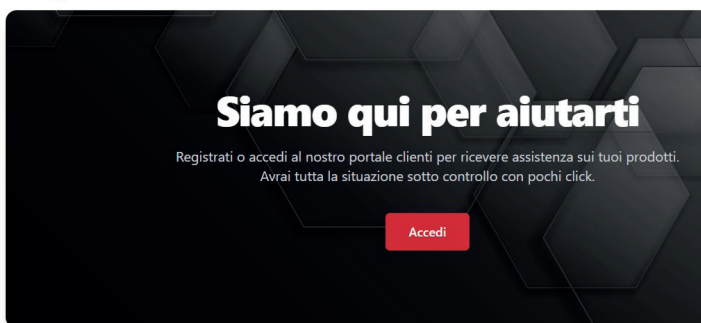 Siamo qui per aiutarti
Registrati o accedi al nostro portale clienti per ricevere assistenza sui tuoi prodotti.
Avrai tutta la situazione sotto controllo con pochi click.
Accedi